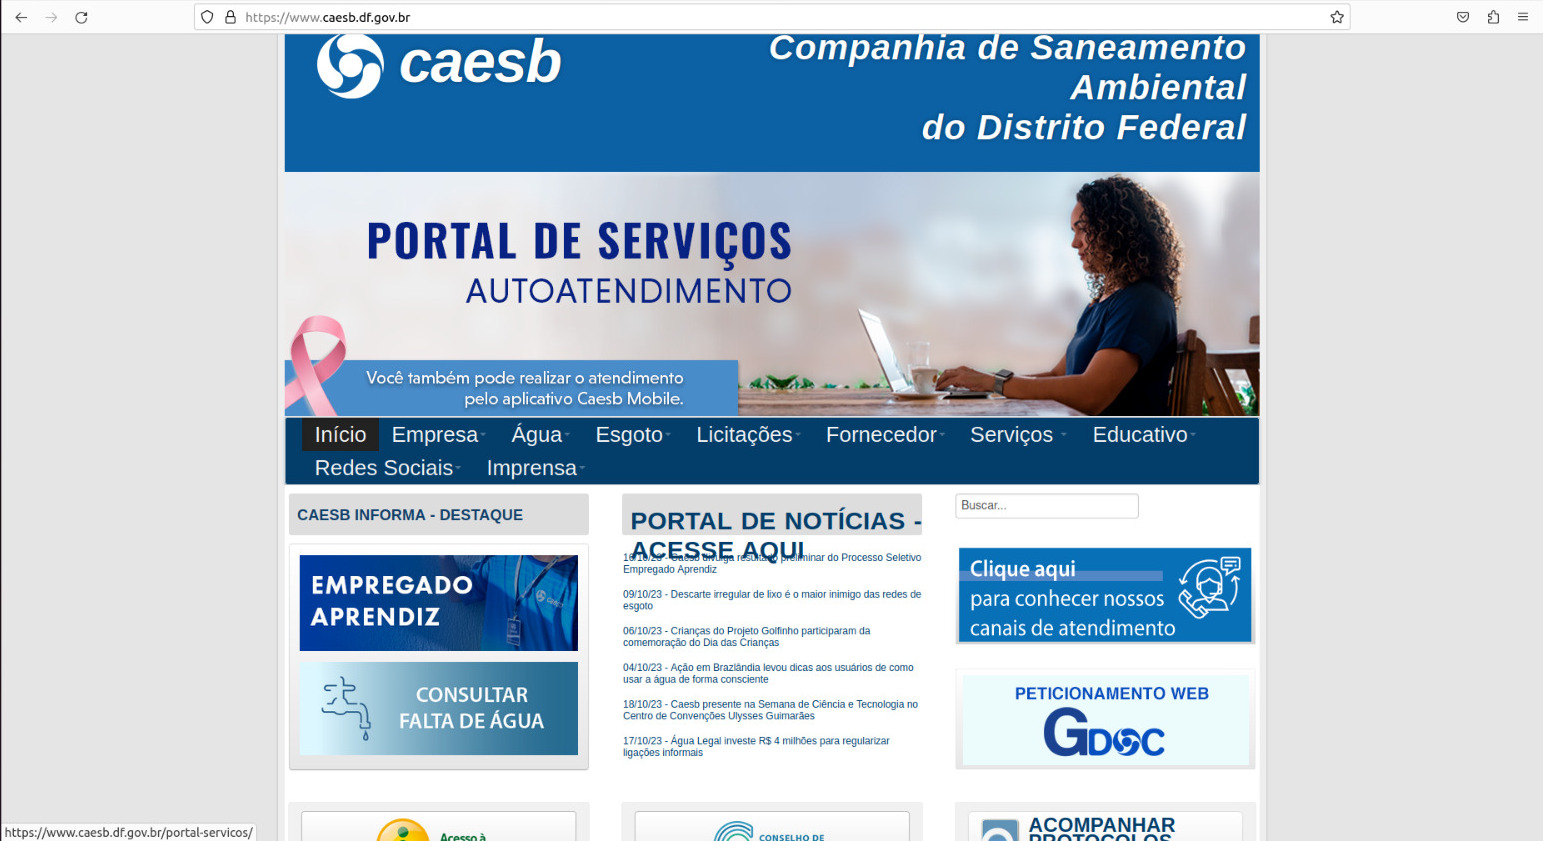 https://www.caesb.df.gov.br
caesb
Companhia de Saneamento
Ambiental
do Distrito Federal
PORTAL DE SERVIÇOS
AUTOATENDIMENTO
Você também pode realizar o atendimento
pelo aplicativo Caesb Mobile.
Início Empresa Água Esgoto Licitações Fornecedor Serviços Educativo
Redes Sociais Imprensa
CAESB INFORMA - DESTAQUE
EMPREGADO
APRENDIZ
CONSULTAR
FALTA DE ÁGUA
PORTAL DE NOTÍCIAS -
ACESSE AQUI
16/10/23 - Caesb divulga resultado preliminar do Processo Seletivo
Empregado Aprendiz
09/10/23 - Descarte irregular de lixo é o maior inimigo das redes de
esgoto
06/10/23 - Crianças do Projeto Golfinho participaram da
comemoração do Dia das Crianças
04/10/23 - Ação em Brazlândia levou dicas aos usuários de como
usar a água de forma consciente
18/10/23 - Caesb presente na Semana de Ciência e Tecnologia no
Centro de Convenções Ulysses Guimarães
17/10/23 - Água Legal investe R$ 4 milhões para regularizar
ligações informais
Buscar...
Clique aqui
para conhecer nossos
canais de atendimento
PETICIONAMENTO WEB
GDOC
Acesso à
CONSELHO DE
ACOMPANHAR
PROTOCOLOS
https://www.caesb.df.gov.br/portal-servicos/